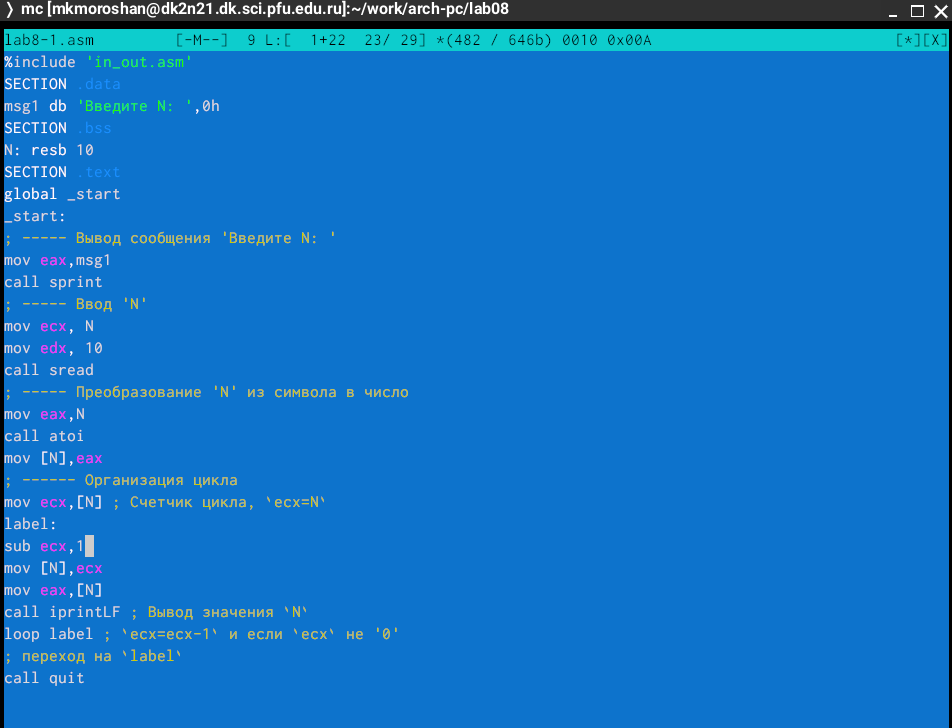 ❭ mc [mkmoroshan@dk2n21.dk.sci.pfu.edu.ru]:~/work/arch-pc/lab08
lab8-1.asm [-M--] 9 L:[ 1+22 23/ 29] *(482 / 646b) 0010 0x00A [*][X]
%include 'in_out.asm'
SECTION .data
msg1 db 'Введите N: ',0h
SECTION .bss
N: resb 10
SECTION .text
global _start
_start:
; ----- Вывод сообщения 'Введите N: '
mov eax,msg1
call sprint
; ----- Ввод 'N'
mov ecx, N
mov edx, 10
call sread
; ----- Преобразование 'N' из символа в число
mov eax,N
call atoi
mov [N],eax
; ------ Организация цикла
mov ecx,[N] ; Счетчик цикла, `ecx=N`
label:
sub ecx,1
mov [N],ecx
mov eax,[N]
call iprintLF ; Вывод значения `N`
loop label ; `ecx=ecx-1` и если `ecx` не '0'
; переход на `label`
call quit